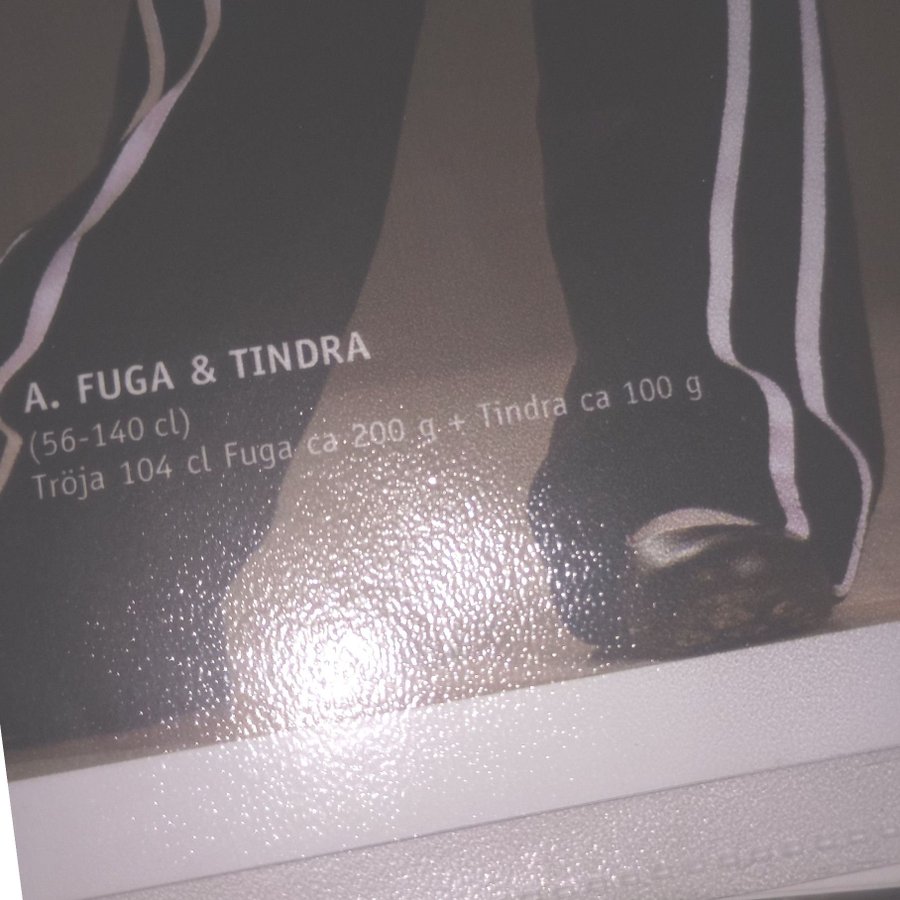 A. FUGA & TINDRA
(56-140 cl)
Tröja 104 cl Fuga ca 200 g + Tindra ca 100 g